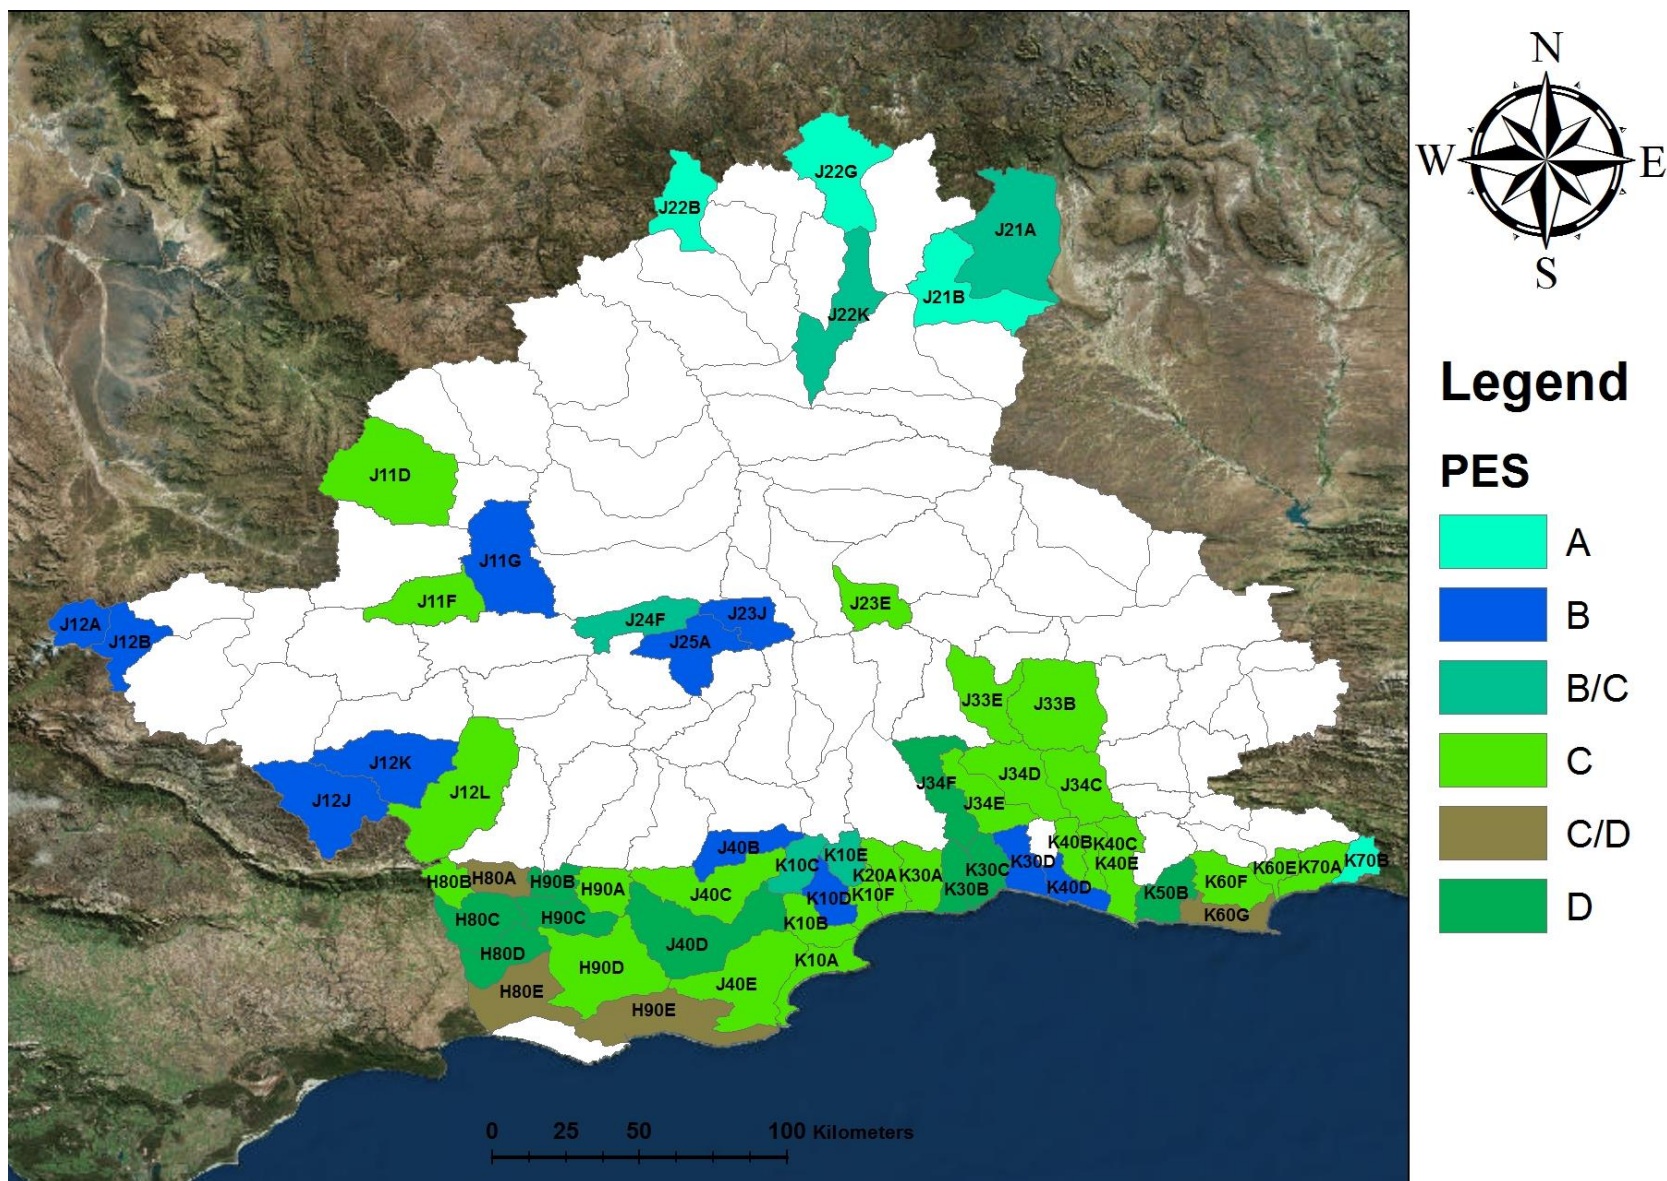 N
W E
S
Legend
PES
A
B
B/C
C
C/D
D
J22G
J22B
J21A
J21B
J22K
J11D
J11G
J11F
J23E
J12A
J12B
J24F
J23J
J25A
J33E
J33B
J12K
J12J
J12L
J34F
J34D
J34C
J34E
J40B
K10C
K10E
K30D
K40B
K40C
K40E
K70B
H80B
H80A
H90B
H90A
J40C
K10D
K20A
K10F
K30A
K30C
K30B
K40D
K50B
K60F
K60E
K70A
K60G
H80C
H90C
K10B
H80D
J40D
H90D
K10A
H80E
J40E
H90E
0 25 50 100 Kilometers